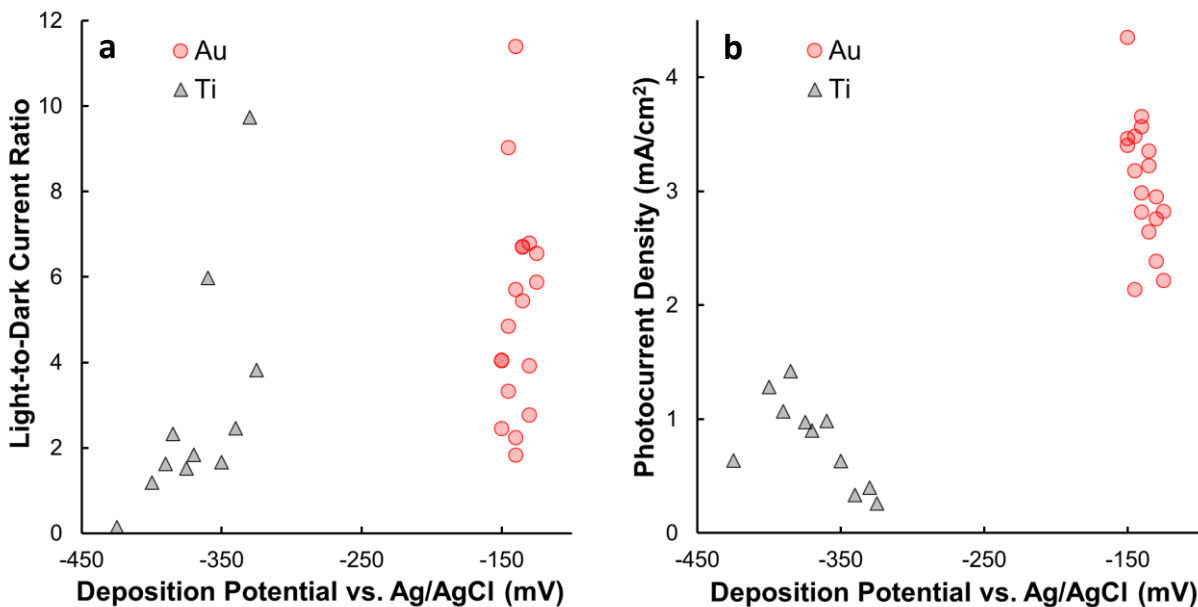 a
Au
Ti
Light-to-Dark Current Ratio
12
10
8
6
4
2
0
-450
-350
-250
-150
Deposition Potential vs. Ag/AgCl (mV)
b
Au
Ti
Photocurrent Density (mA/cm²)
4
3
2
1
0
-450
-350
-250
-150
Deposition Potential vs. Ag/AgCl (mV)